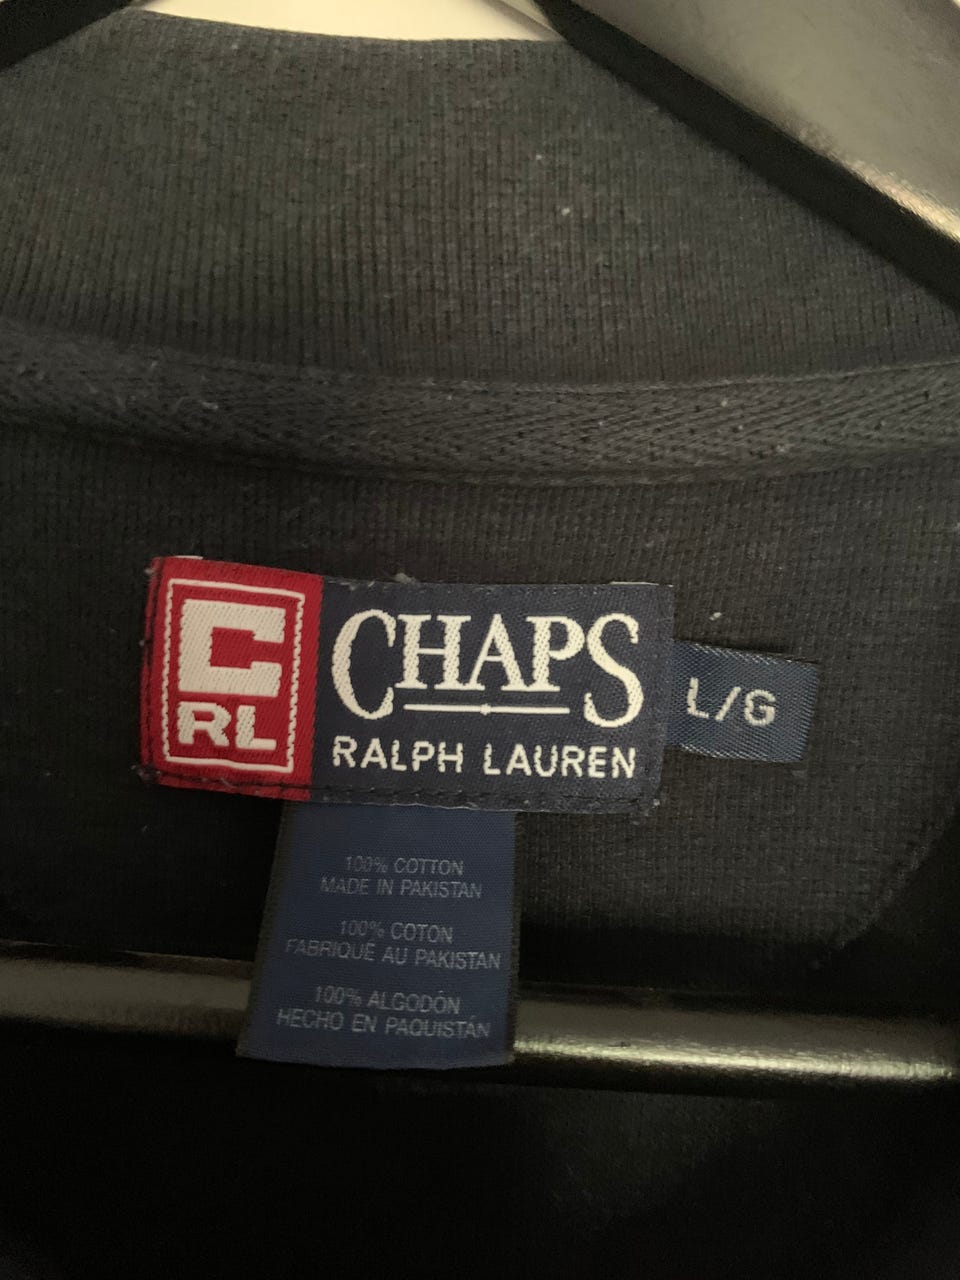 C
RL
CHAPS
RALPH LAUREN
L/G
100% COTTON
MADE IN PAKISTAN
100% COTON
FABRIQUÉ AU PAKISTAN
100% ALGODÓN
HECHO EN PAQUISTÁN